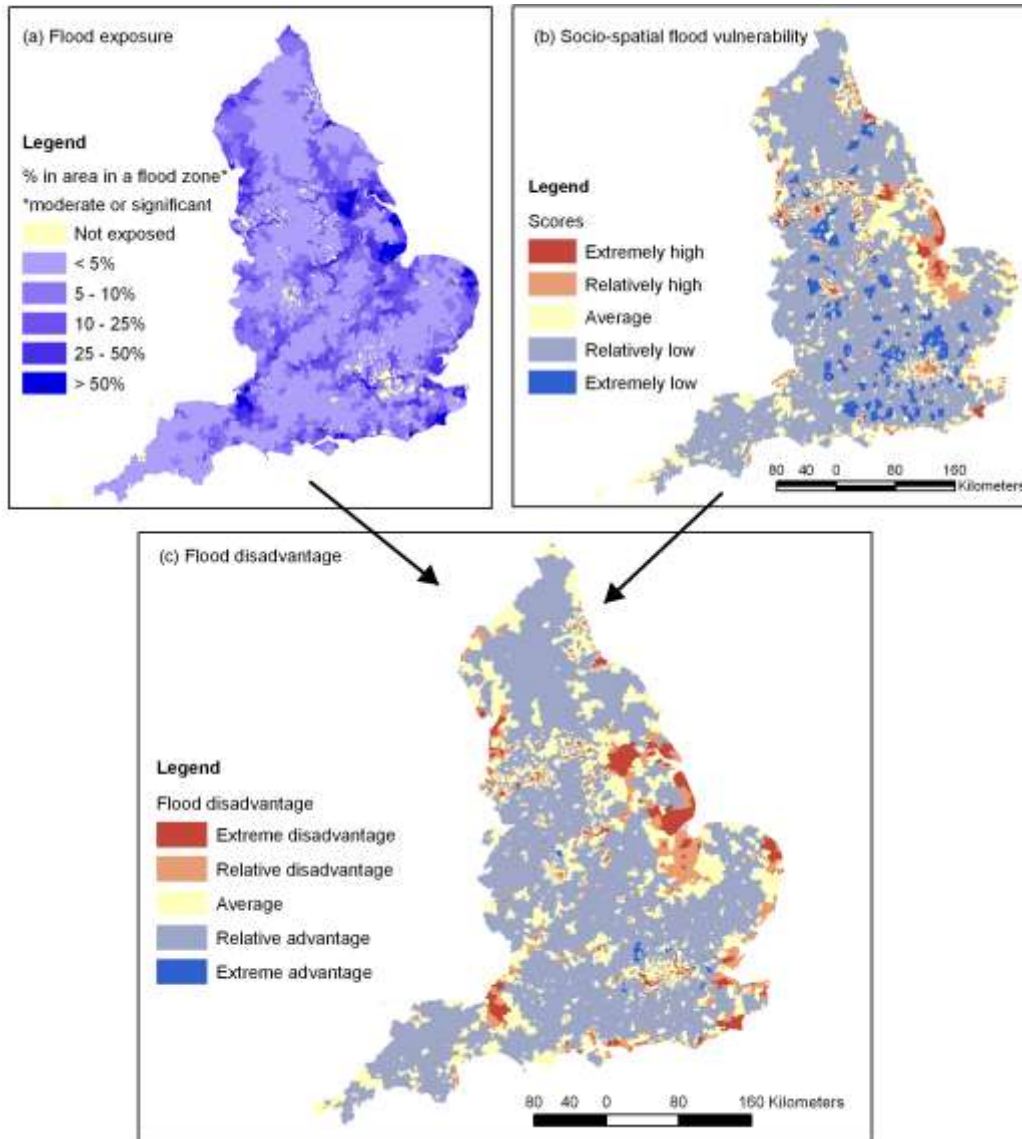 (a) Flood exposure
Legend
% in area in a flood zone*
*moderate or significant
Not exposed
< 5%
5 - 10%
10 - 25%
25 - 50%
> 50%
(b) Socio-spatial flood vulnerability
Legend
Scores
Extremely high
Relatively high
Average
Relatively low
Extremely low
80 40 0 80 160
Kilometers
(c) Flood disadvantage
Legend
Flood disadvantage
Extreme disadvantage
Relative disadvantage
Average
Relative advantage
Extreme advantage
80 40 0 80 160 Kilometers